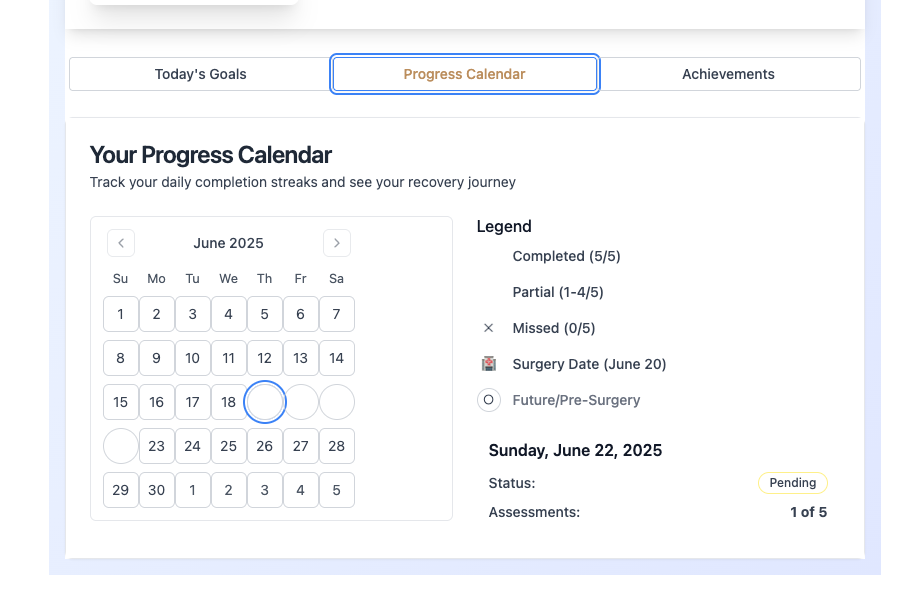 Today's Goals
Progress Calendar
Achievements
Your Progress Calendar
Track your daily completion streaks and see your recovery journey
June 2025
Su Mo Tu We Th Fr Sa
1 2 3 4 5 6 7
8 9 10 11 12 13 14
15 16 17 18
23 24 25 26 27 28
29 30 1 2 3 4 5
Legend
Completed (5/5)
Partial (1-4/5)
Missed (0/5)
Surgery Date (June 20)
Future/Pre-Surgery
Sunday, June 22, 2025
Status: Pending
Assessments: 1 of 5